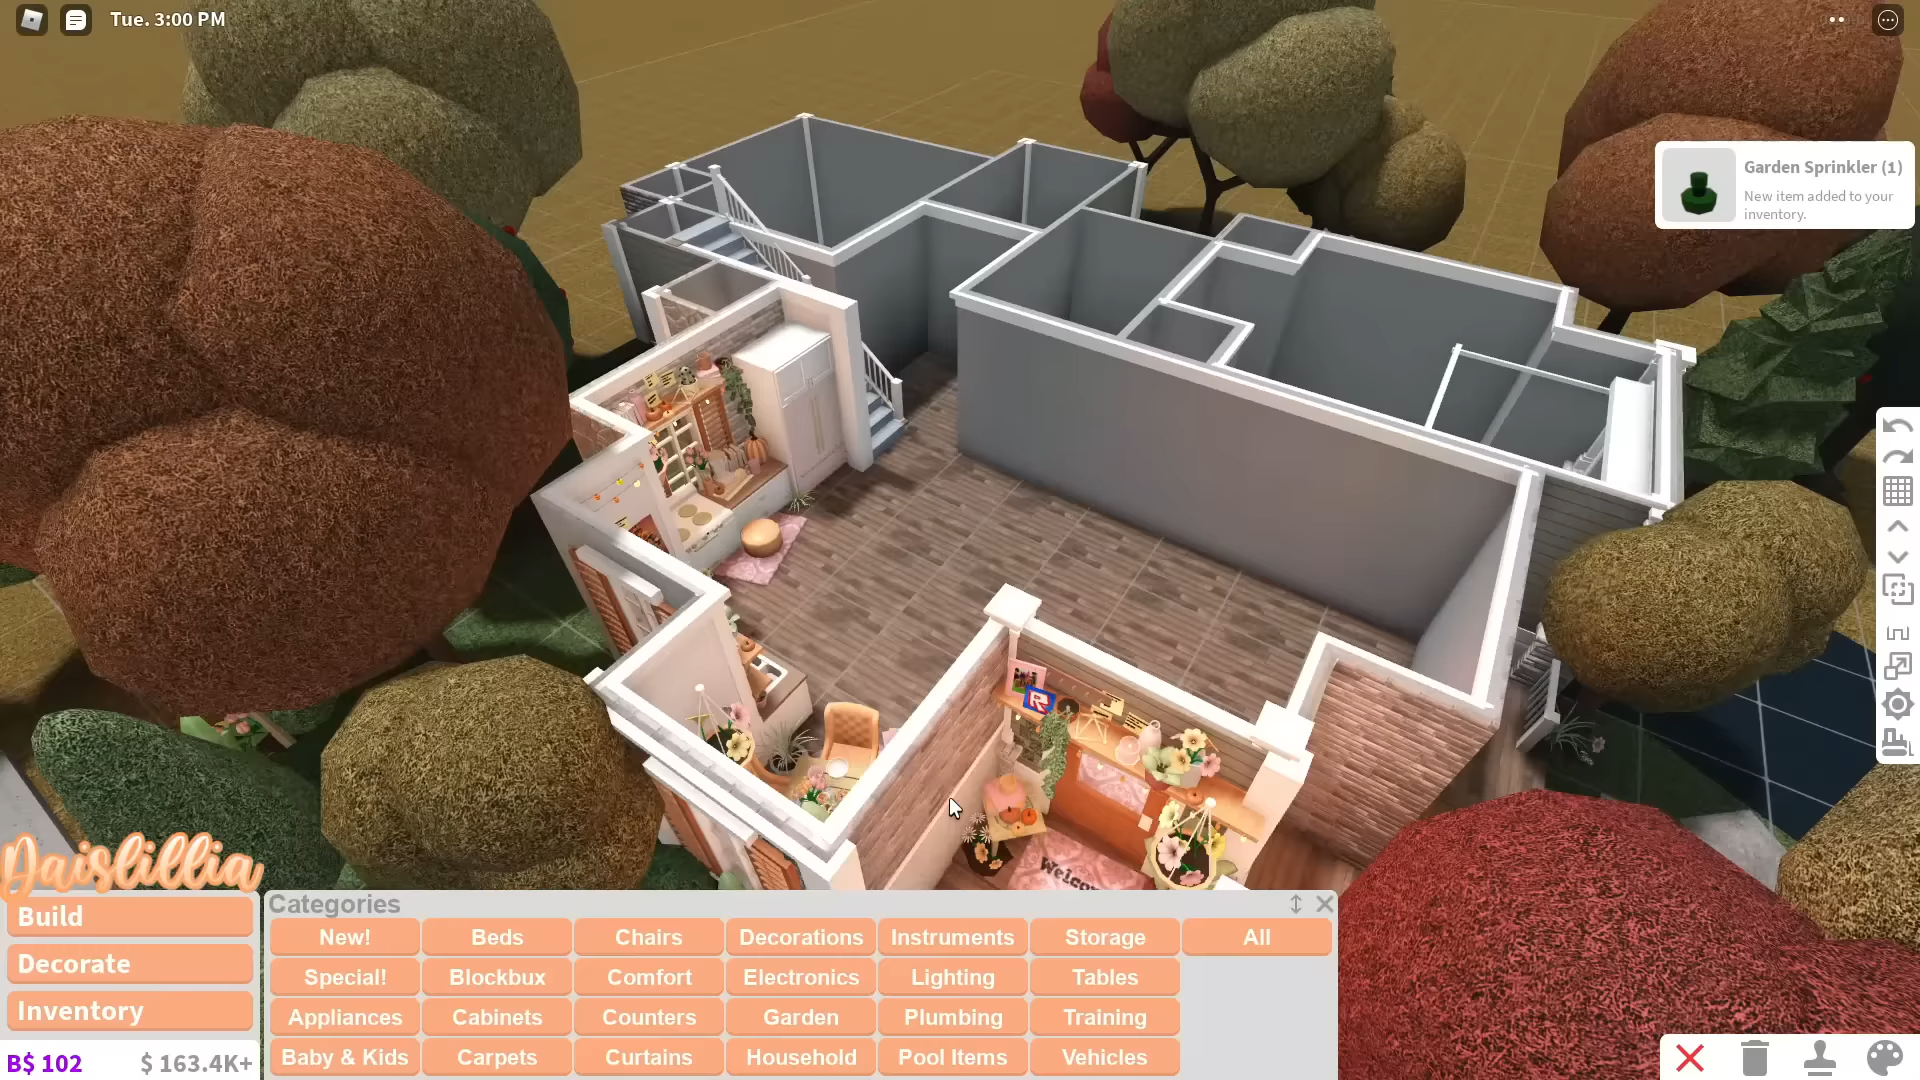 Tue. 3:00 PM
Garden Sprinkler (1)
New item added to your
inventory.
Welcome
Daislillia
Build
Decorate
Inventory
B$ 102
$ 163.4K+
Categories
New!
Beds
Chairs
Decorations
Instruments
Storage
All
Special!
Blockbux
Comfort
Electronics
Lighting
Tables
Appliances
Cabinets
Counters
Garden
Plumbing
Training
Baby & Kids
Carpets
Curtains
Household
Pool Items
Vehicles